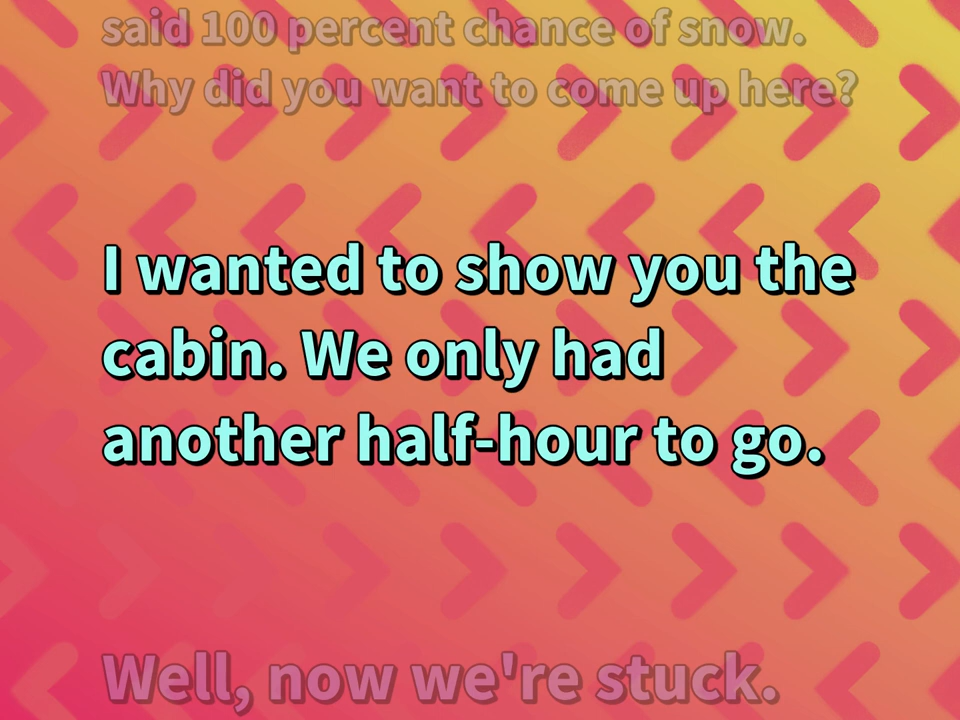 said 100 percent chance of snow.
Why did you want to come up here?
I wanted to show you the
cabin. We only had
another half-hour to go.
Well, now we're stuck.